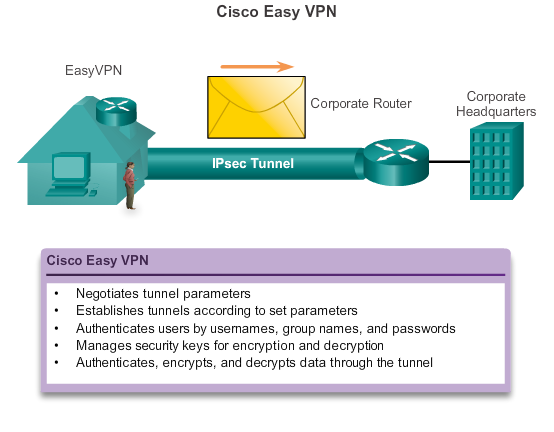 Cisco Easy VPN
EasyVPN
Corporate Router
Corporate
Headquarters
IPsec Tunnel
Cisco Easy VPN
• Negotiates tunnel parameters
• Establishes tunnels according to set parameters
• Authenticates users by usernames, group names, and passwords
• Manages security keys for encryption and decryption
• Authenticates, encrypts, and decrypts data through the tunnel